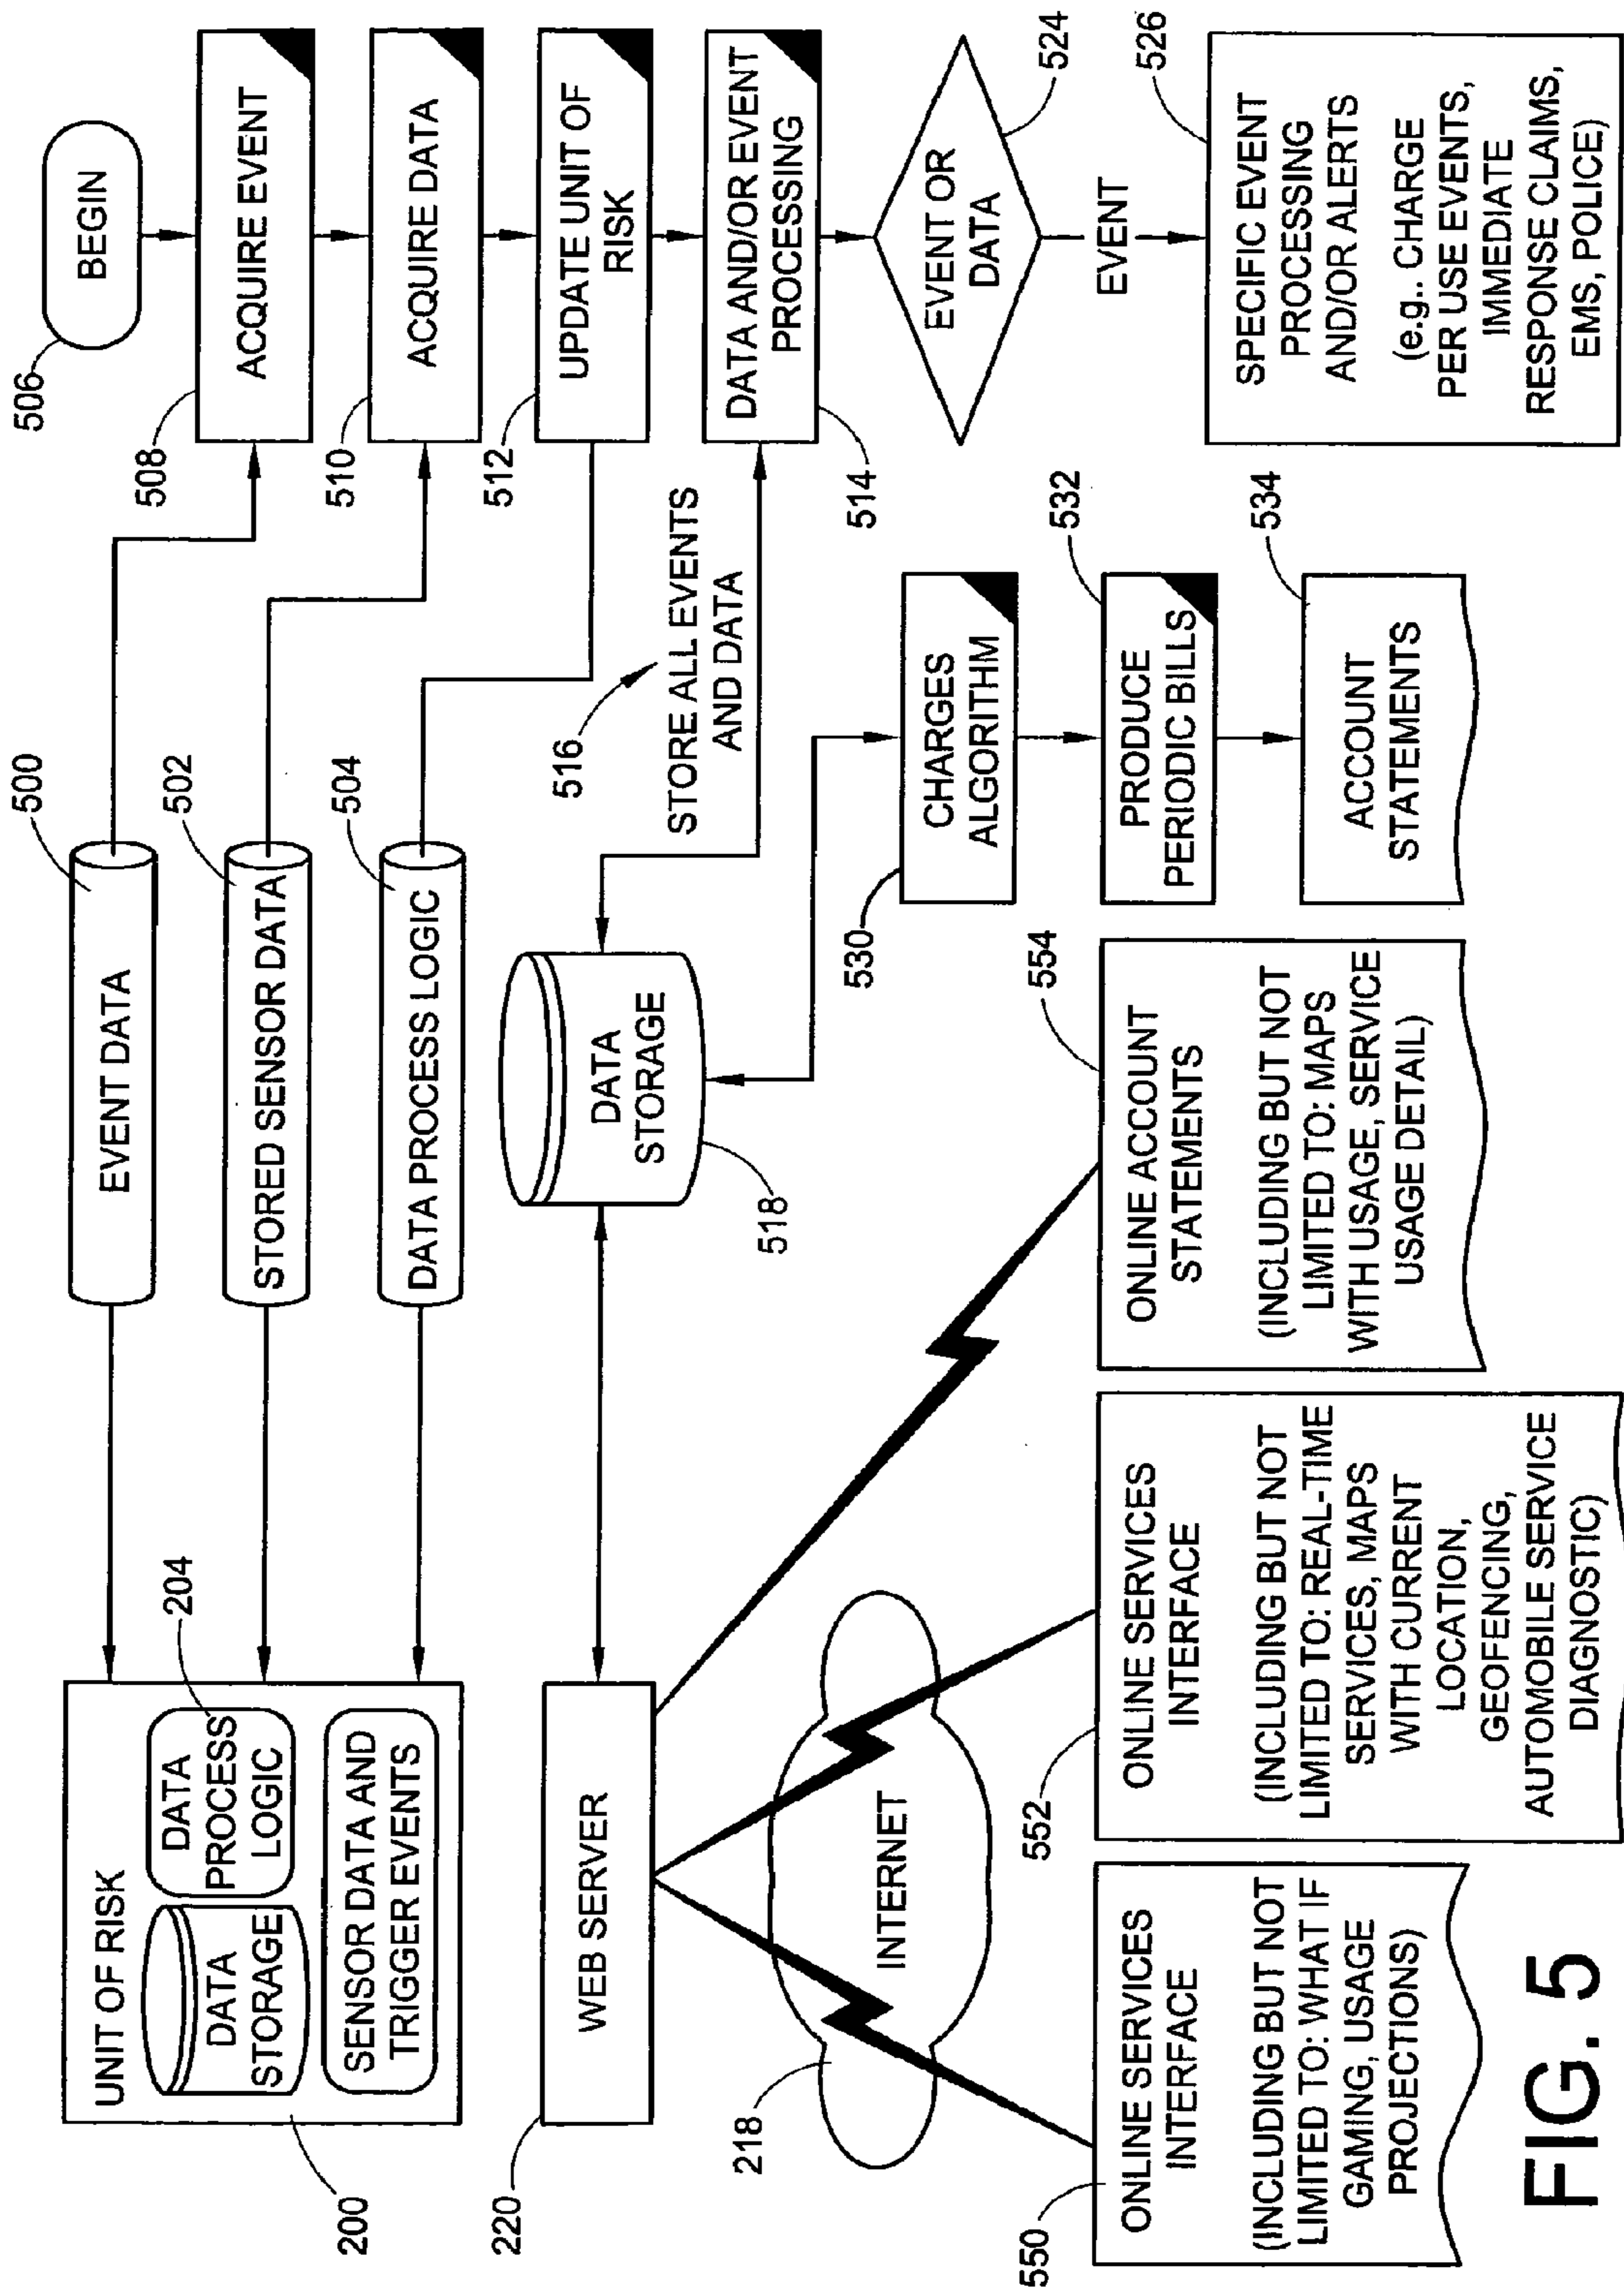 UNIT OF RISK
DATA
STORAGE
DATA
PROCESS
LOGIC
204
SENSOR DATA AND
TRIGGER EVENTS
200
EVENT DATA
500
STORED SENSOR DATA
502
DATA PROCESS LOGIC
504
506
BEGIN
508
ACQUIRE EVENT
510
ACQUIRE DATA
512
UPDATE UNIT OF
RISK
516
STORE ALL EVENTS
AND DATA
DATA AND/OR EVENT
PROCESSING
514
EVENT OR
DATA
524
EVENT
SPECIFIC EVENT
PROCESSING
AND/OR ALERTS
(e.g.. CHARGE
PER USE EVENTS,
IMMEDIATE
RESPONSE CLAIMS,
EMS, POLICE)
526
220
WEB SERVER
DATA
STORAGE
518
530
CHARGES
ALGORITHM
PRODUCE
PERIODIC BILLS
532
ACCOUNT
STATEMENTS
534
218
INTERNET
550
ONLINE SERVICES
INTERFACE
(INCLUDING BUT NOT
LIMITED TO: WHAT IF
GAMING, USAGE
PROJECTIONS)
552
ONLINE SERVICES
INTERFACE
(INCLUDING BUT NOT
LIMITED TO: REAL-TIME
SERVICES, MAPS
WITH CURRENT
LOCATION,
GEOFENCING,
AUTOMOBILE SERVICE
DIAGNOSTIC)
554
ONLINE ACCOUNT
STATEMENTS
(INCLUDING BUT NOT
LIMITED TO: MAPS
WITH USAGE, SERVICE
USAGE DETAIL)
FIG. 5